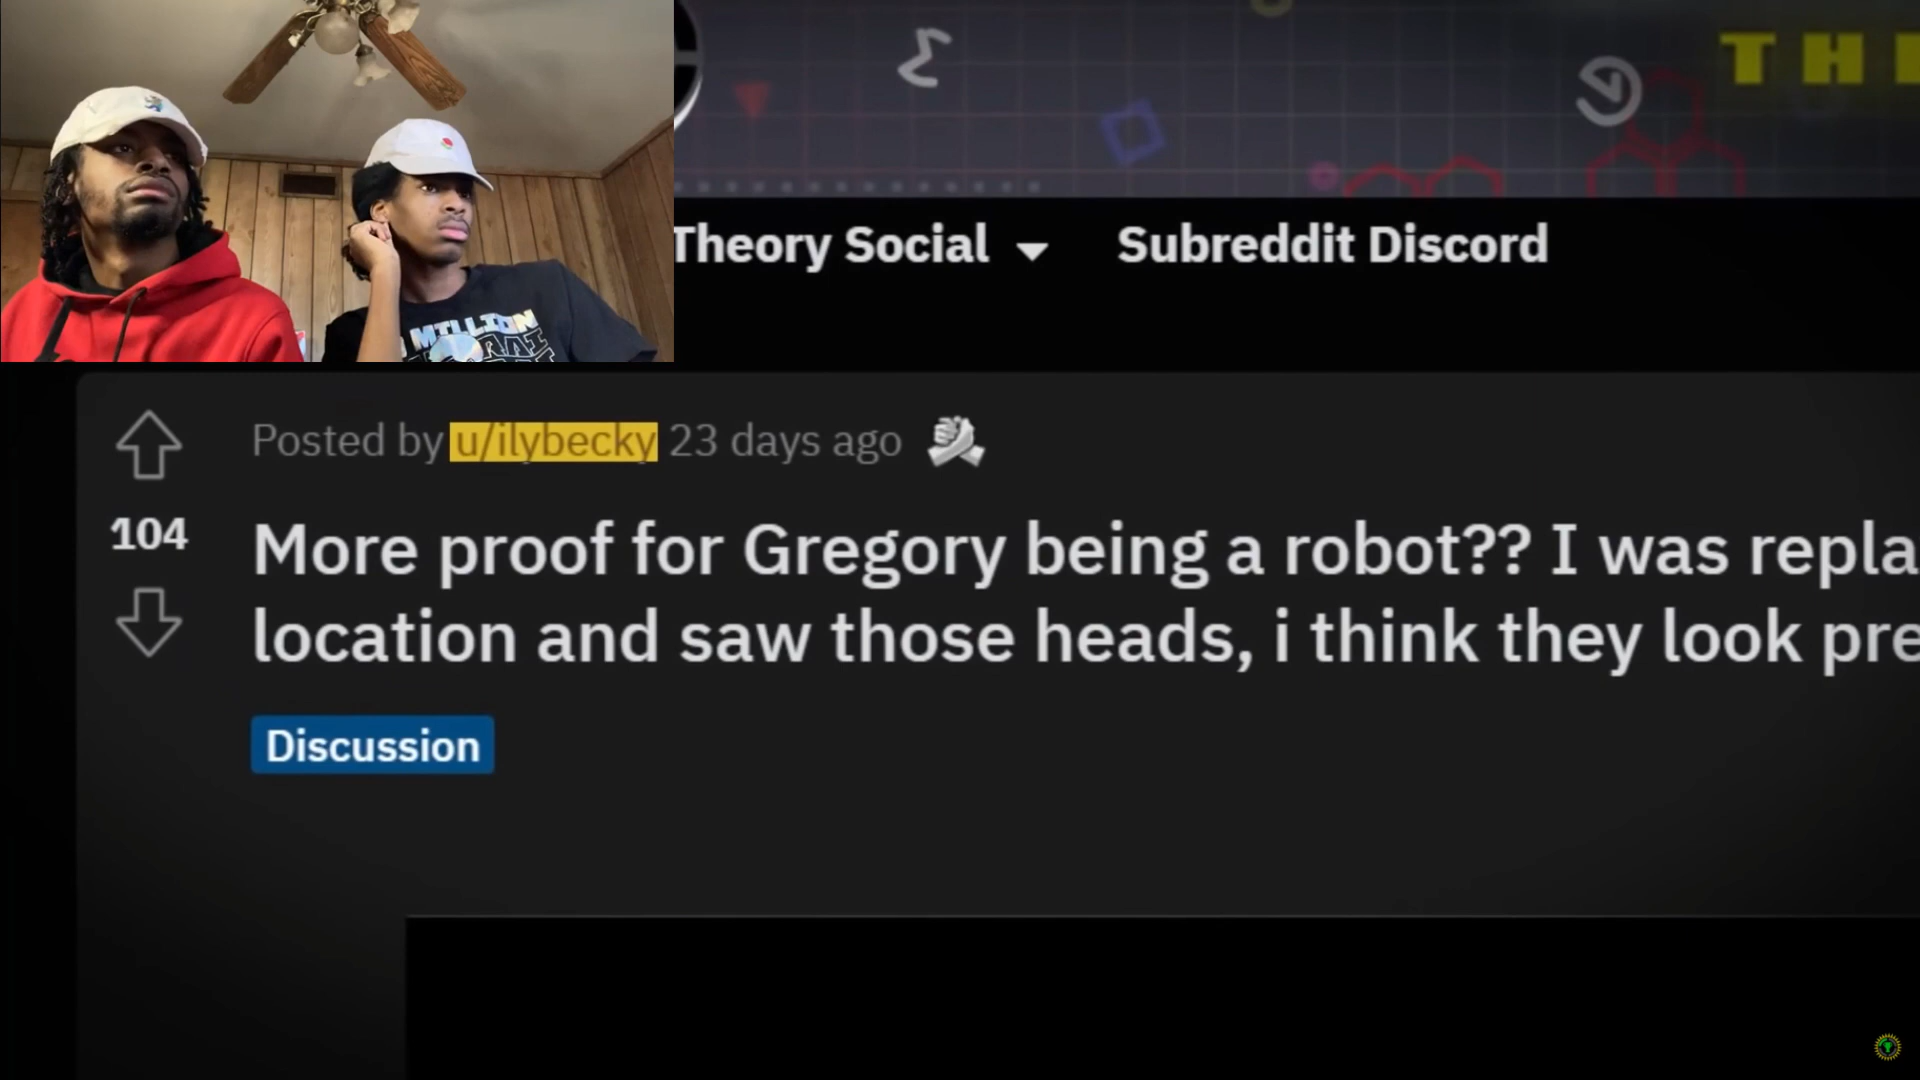 THE
Theory Social
Subreddit Discord
MILLION
Posted by u/ilybecky 23 days ago
104
More proof for Gregory being a robot?? I was repla
location and saw those heads, i think they look pre
Discussion